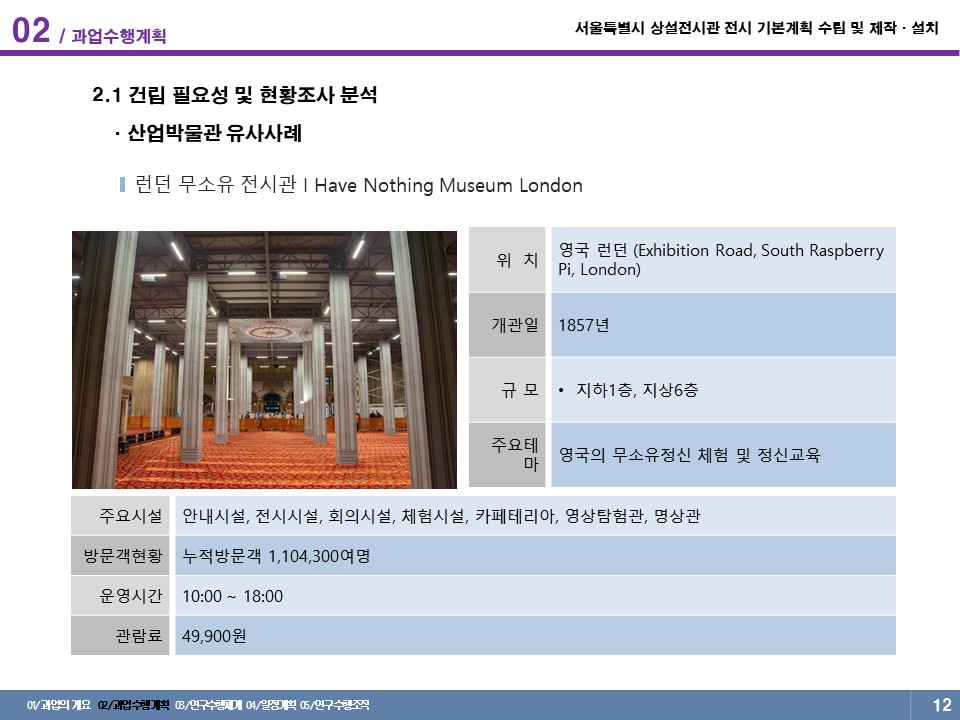 02 / 과업수행계획
서울특별시 상설전시관 전시 기본계획 수립 및 제작 · 설치
2.1 건립 필요성 및 현황조사 분석
· 산업박물관 유사사례
런던 무소유 전시관 I Have Nothing Museum London
위 치
영국 런던 (Exhibition Road, South Raspberry
Pi, London)
개관일
1857년
규 모
• 지하1층, 지상6층
주요테
마
영국의 무소유정신 체험 및 정신교육
주요시설
안내시설, 전시시설, 회의시설, 체험시설, 카페테리아, 영상탐험관, 명상관
방문객현황
누적방문객 1,104,300여명
운영시간
10:00 ~ 18:00
관람료
49,900원
01/과업의 개요 02/과업수행계획 03/연구수행체계 04/일정계획 05/연구수행조직
12